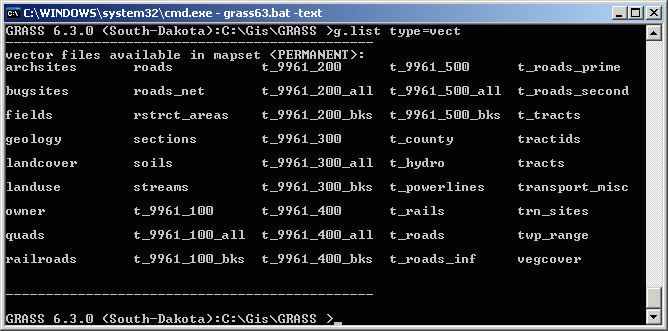 C:\WINDOWS\system32\cmd.exe - grass63.bat -text
GRASS 6.3.0 (South-Dakota):C:\Gis\GRASS >g.list type=vect
----------------------------------------------
vector files available in mapset <PERMANENT>:
archsites roads t_9961_200 t_9961_500 t_roads_prime
bugsites roads_net t_9961_200_all t_9961_500_all t_roads_second
fields rstrct_areas t_9961_200_bks t_9961_500_bks t_tracts
geology sections t_9961_300 t_county tractids
landcover soils t_9961_300_all t_hydro tracts
landuse streams t_9961_300_bks t_powerlines transport_misc
owner t_9961_100 t_9961_400 t_rails trn_sites
quads t_9961_100_all t_9961_400_all t_roads twp_range
railroads t_9961_100_bks t_9961_400_bks t_roads_inf vegcover
----------------------------------------------
GRASS 6.3.0 (South-Dakota):C:\Gis\GRASS >_